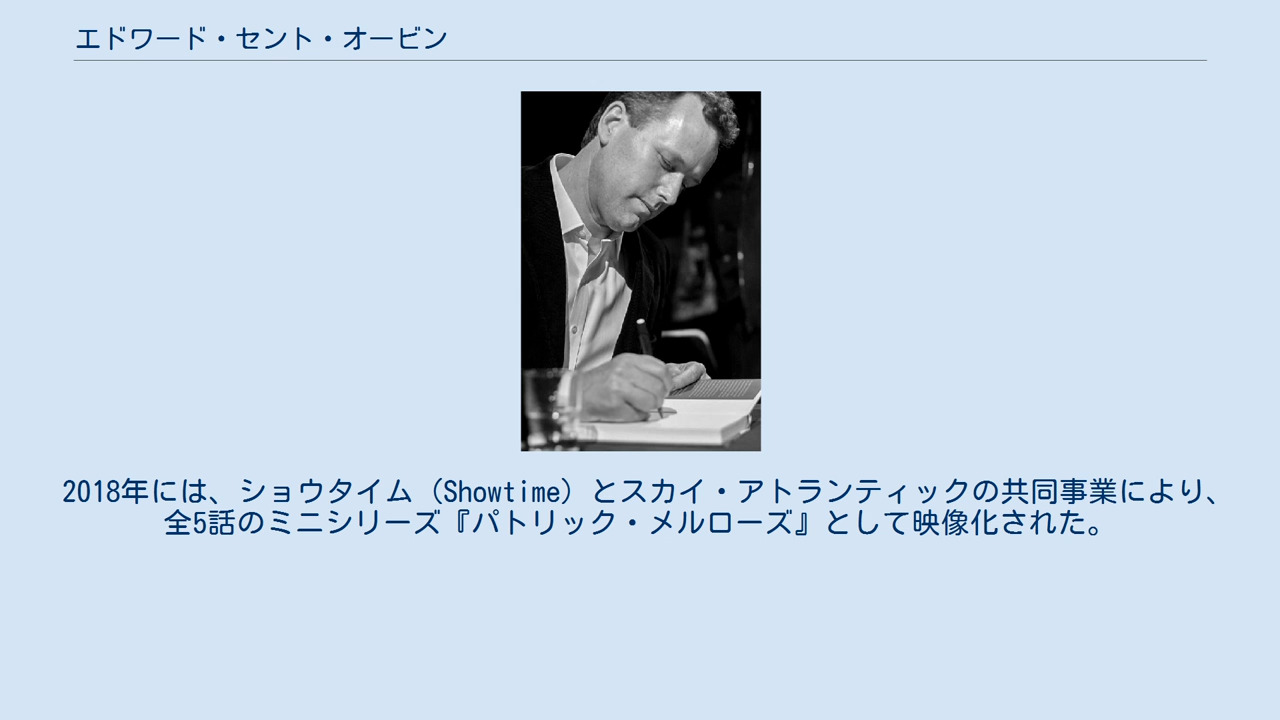 エドワード・セント・オービン
2018年には、ショウタイム（Showtime）とスカイ・アトランティックの共同事業により、
全5話のミニシリーズ『パトリック・メルローズ』として映像化された。